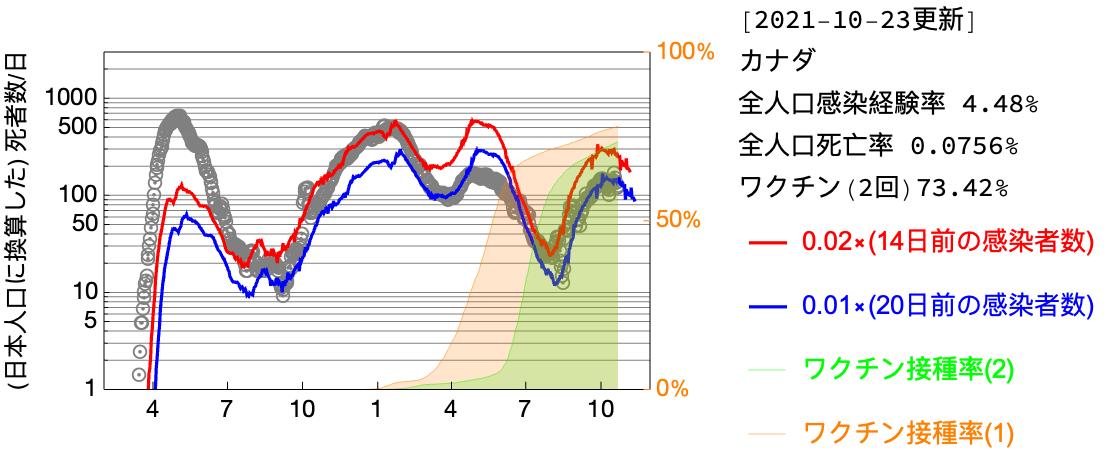 [2021-10-23更新]
カナダ
全人口感染経験率 4.48%
全人口死亡率 0.0756%
ワクチン(2回)73.42%
0.02×(14日前の感染者数)
0.01×(20日前の感染者数)
ワクチン接種率(2)
ワクチン接種率(1)
(日本人口に換算した) 死者数/日
1000
500
100
50
10
5
1
100%
50%
0%
4 7 10 1 4 7 10